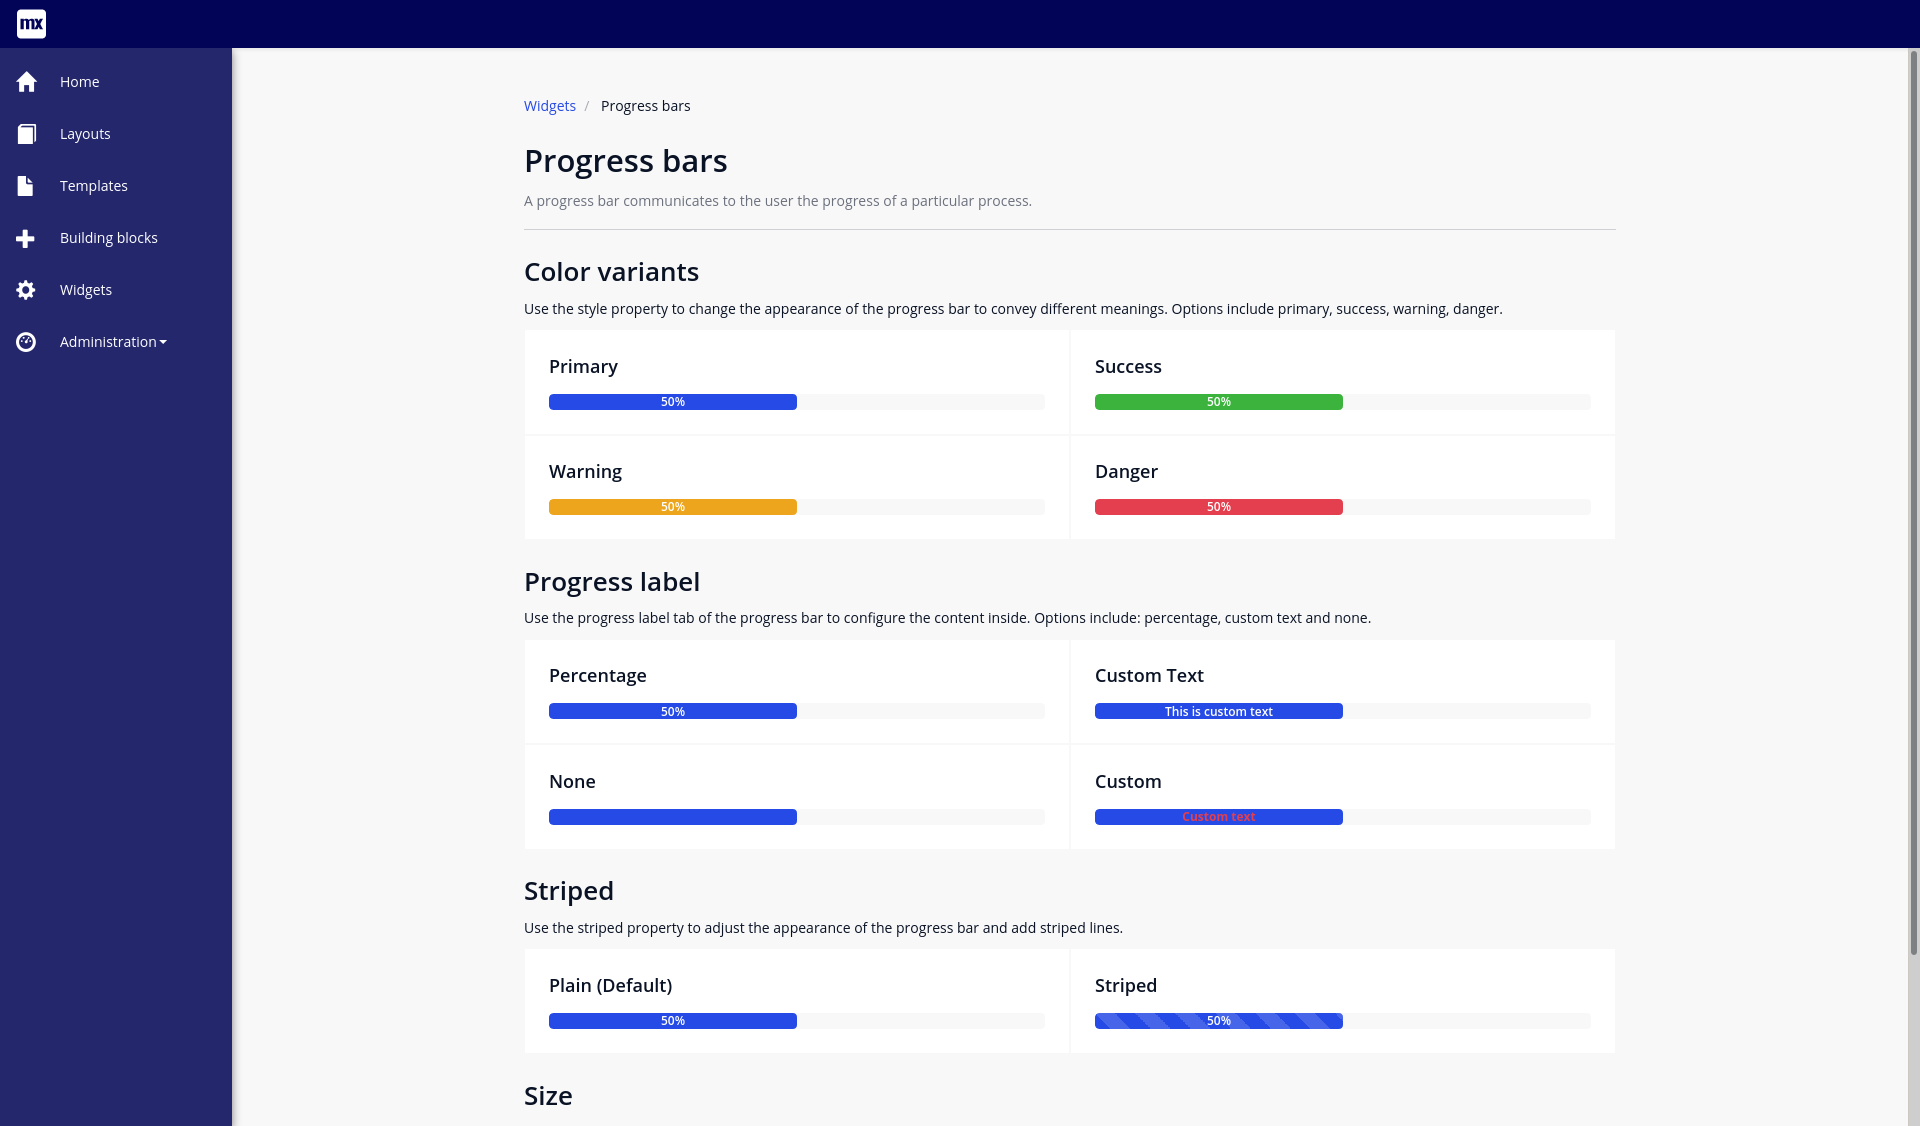 mx
Home
Layouts
Templates
Building blocks
Widgets
Administration
Widgets / Progress bars
Progress bars
A progress bar communicates to the user the progress of a particular process.
Color variants
Use the style property to change the appearance of the progress bar to convey different meanings. Options include primary, success, warning, danger.
Primary
50%
Success
50%
Warning
50%
Danger
50%
Progress label
Use the progress label tab of the progress bar to configure the content inside. Options include: percentage, custom text and none.
Percentage
50%
Custom Text
This is custom text
None
Custom
Custom text
Striped
Use the striped property to adjust the appearance of the progress bar and add striped lines.
Plain (Default)
50%
Striped
50%
Size